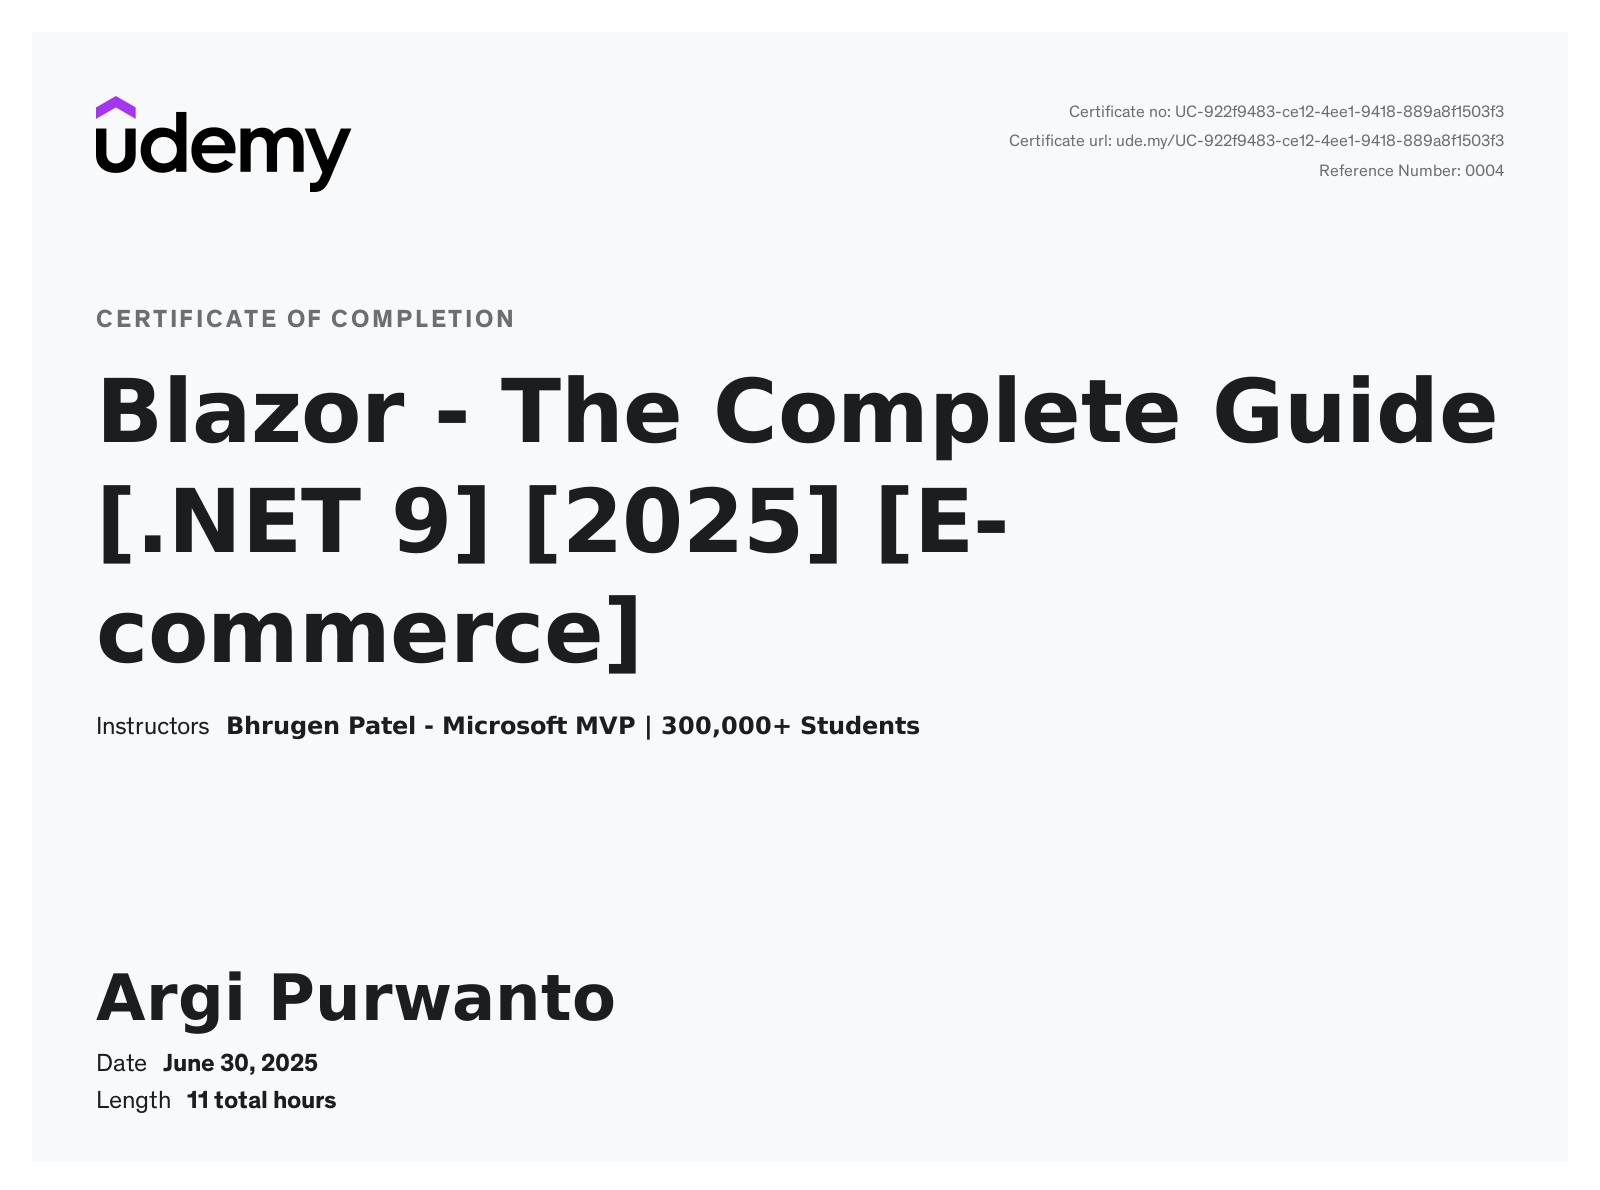 udemy
Certificate no: UC-922f9483-ce12-4ee1-9418-889a8f1503f3
Certificate url: ude.my/UC-922f9483-ce12-4ee1-9418-889a8f1503f3
Reference Number: 0004
CERTIFICATE OF COMPLETION
Blazor - The Complete Guide
[.NET 9] [2025] [E-
commerce]
Instructors Bhrugen Patel - Microsoft MVP | 300,000+ Students
Argi Purwanto
Date June 30, 2025
Length 11 total hours